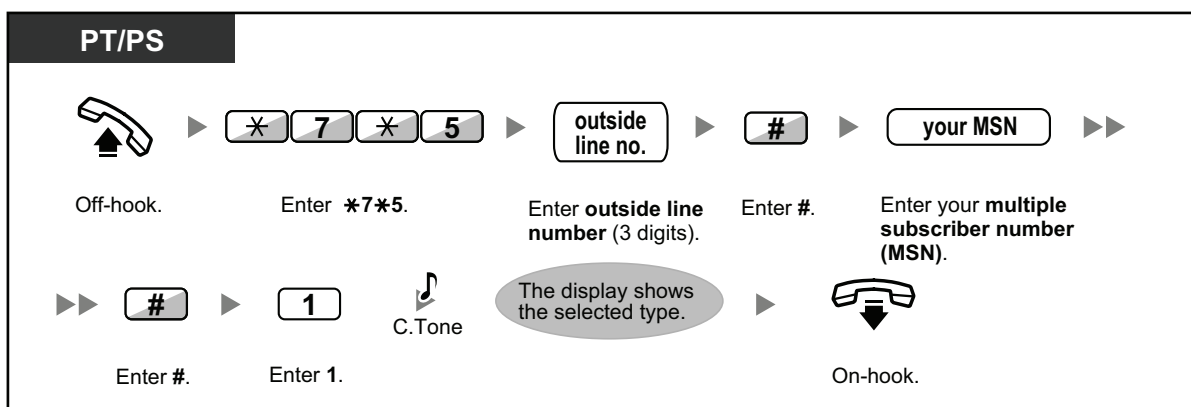 PT/PS
✳ 7 ✳ 5
outside
line no.
#
your MSN
Off-hook.
Enter ✳7✳5.
Enter outside line
number (3 digits).
Enter #.
Enter your multiple
subscriber number
(MSN).
#
1
C.Tone
The display shows
the selected type.
Enter #.
Enter 1.
On-hook.